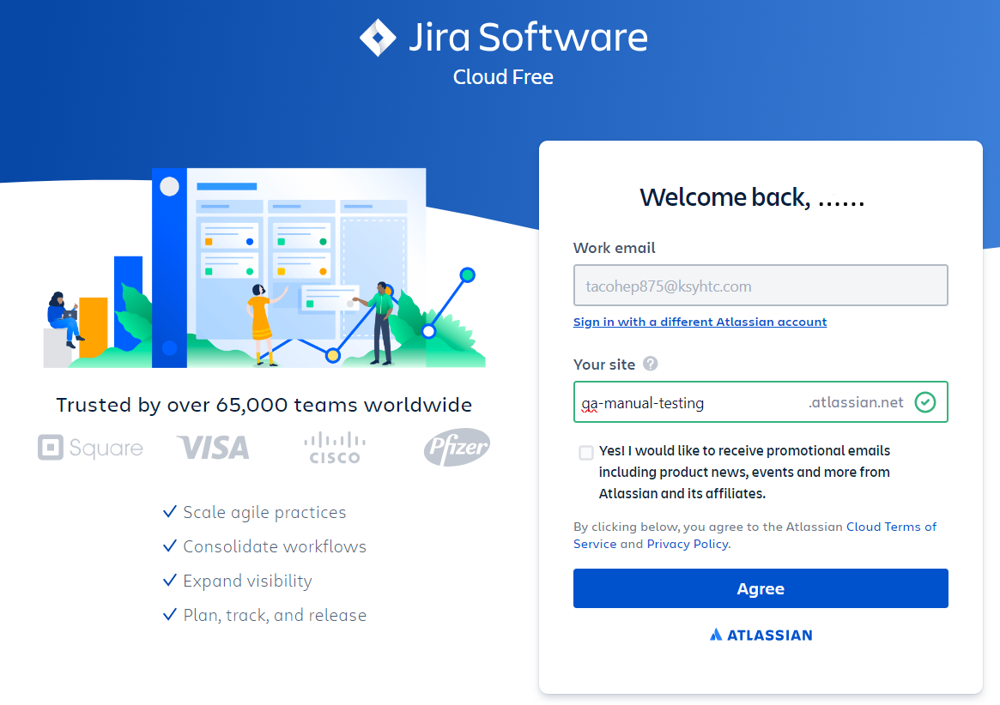 Jira Software
Cloud Free
Welcome back, ......
Work email
tacohep875@ksyhtc.com
Sign in with a different Atlassian account
Your site ?
qa-manual-testing .atlassian.net
Yes! I would like to receive promotional emails
including product news, events and more from
Atlassian and its affiliates.
By clicking below, you agree to the Atlassian Cloud Terms of
Service and Privacy Policy.
Agree
ATLASSIAN
Trusted by over 65,000 teams worldwide
Square VISA CISCO Pfizer
Scale agile practices
Consolidate workflows
Expand visibility
Plan, track, and release